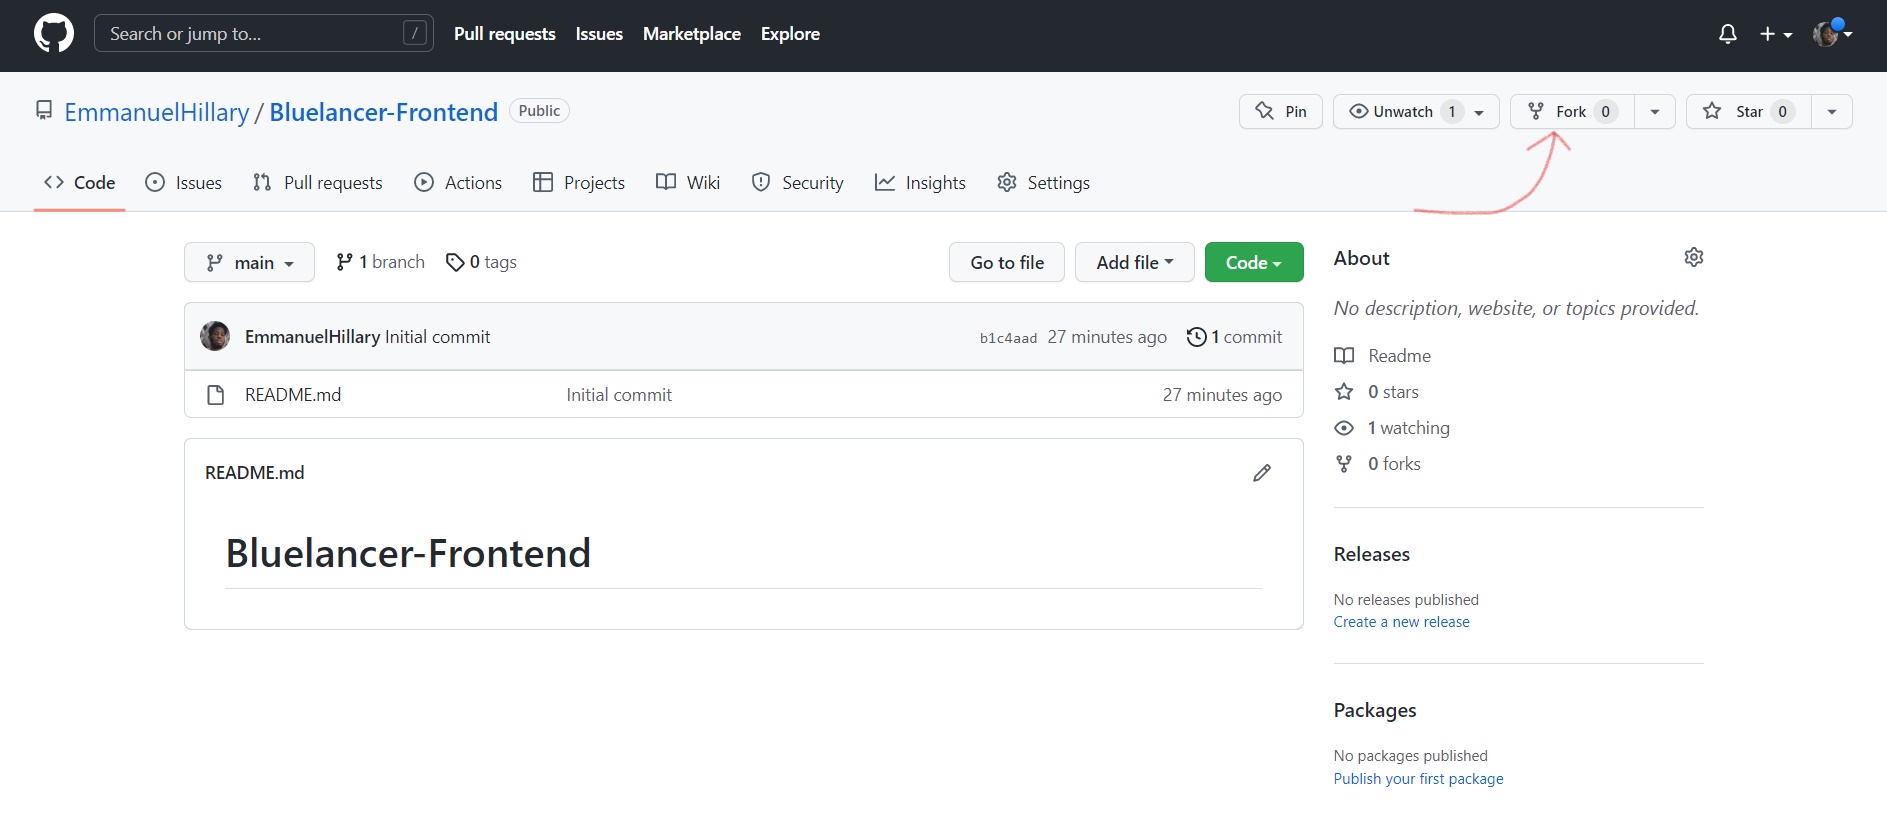 Search or jump to... /
Pull requests Issues Marketplace Explore
EmmanuelHillary / Bluelancer-Frontend Public
Pin Unwatch 1 Fork 0 Star 0
Code Issues Pull requests Actions Projects Wiki Security Insights Settings
main 1 branch 0 tags Go to file Add file Code
EmmanuelHillary Initial commit b1c4aad 27 minutes ago 1 commit
README.md Initial commit 27 minutes ago
README.md
Bluelancer-Frontend
About
No description, website, or topics provided.
Readme
0 stars
1 watching
0 forks
Releases
No releases published
Create a new release
Packages
No packages published
Publish your first package